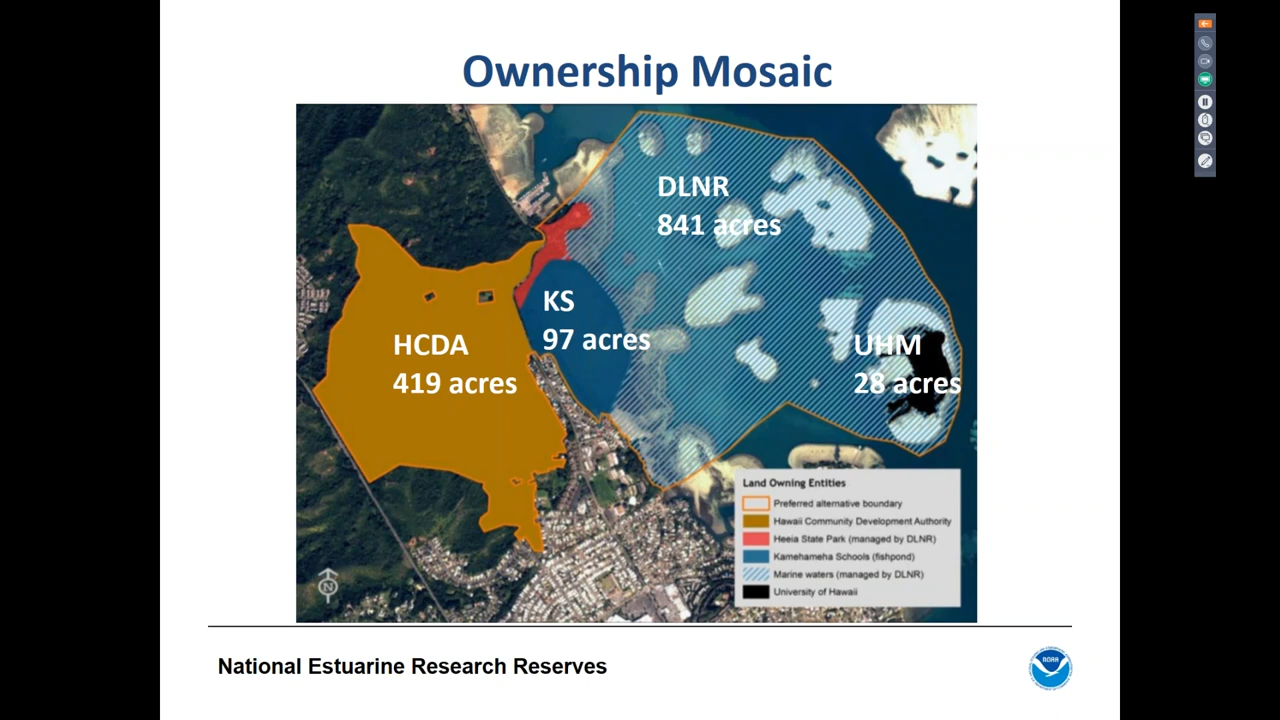 Ownership Mosaic
DLNR
841 acres
KS
97 acres
HCDA
419 acres
UHM
28 acres
Land Owning Entities
Preferred alternative boundary
Hawaii Community Development Authority
Heeia State Park (managed by DLNR)
Kamehameha Schools (fishpond)
Marine waters (managed by DLNR)
University of Hawaii
N
National Estuarine Research Reserves
NOAA